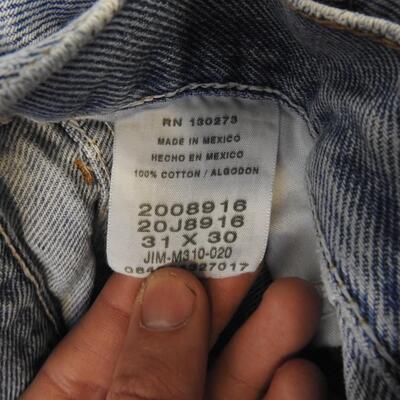 RN 130273
MADE IN MEXICO
HECHO EN MEXICO
100% COTTON / ALGODON
2008916
20J8916
31 X 30
JIM-M310-020